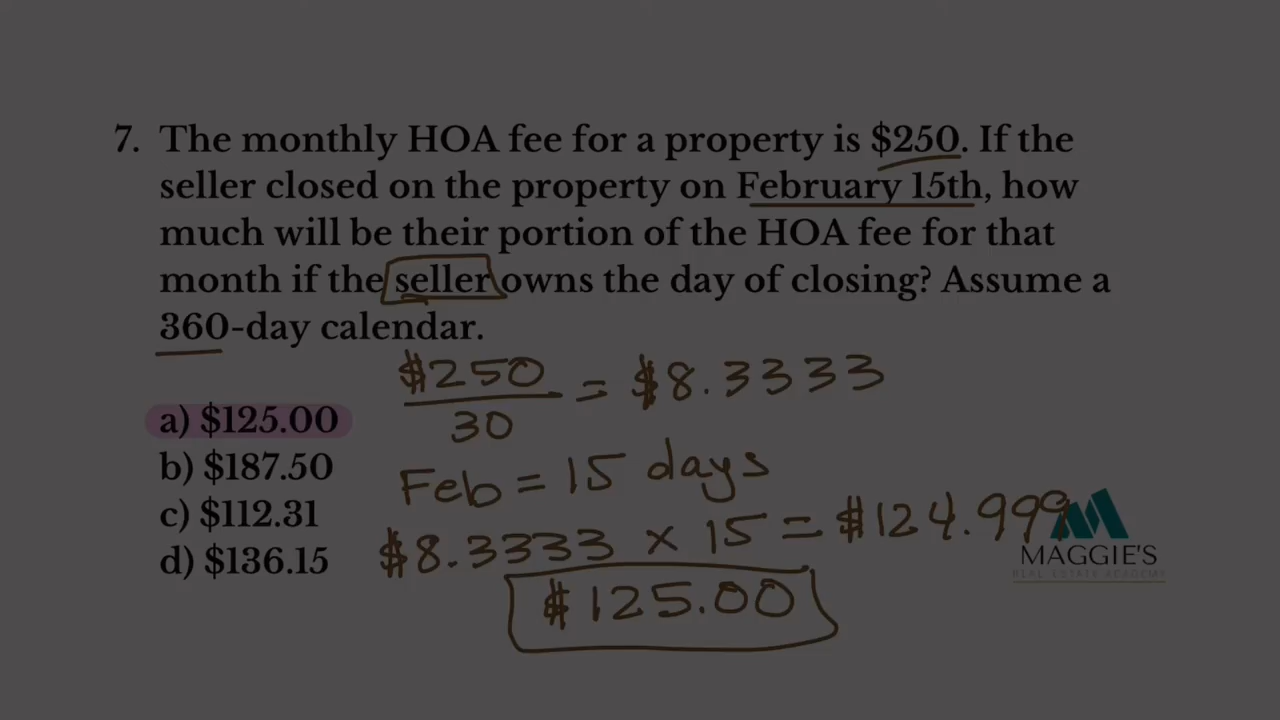 7. The monthly HOA fee for a property is $250. If the
seller closed on the property on February 15th, how
much will be their portion of the HOA fee for that
month if the seller owns the day of closing? Assume a
360-day calendar.
$250
30
= $8.3333
a) $125.00
b) $187.50
c) $112.31
d) $136.15
Feb = 15 days
$8.3333 x 15 = $124.999
$125.00
MAGGIE'S
REAL ESTATE ACADEMY